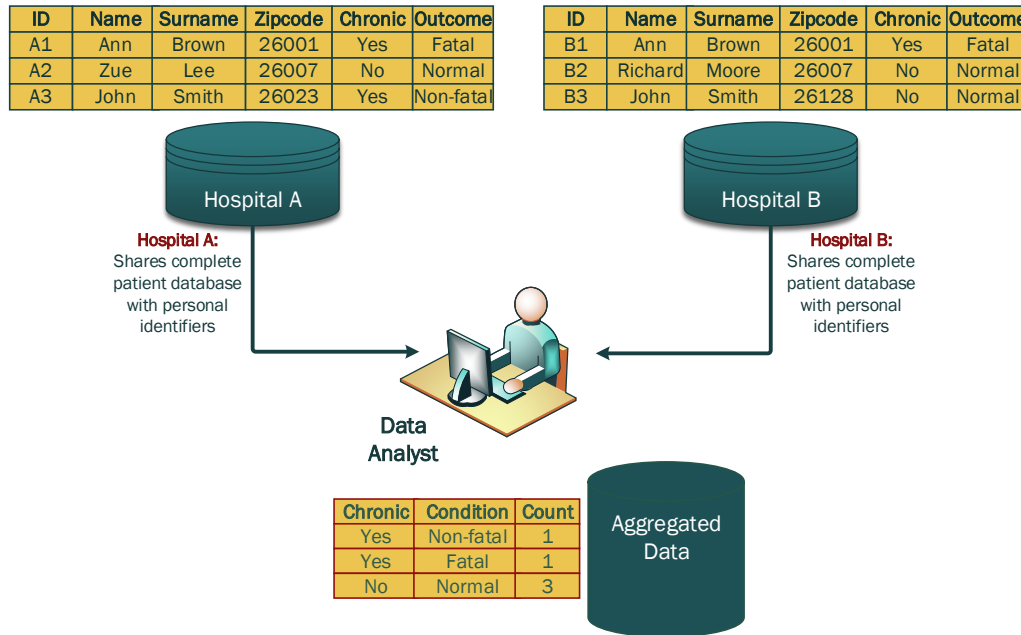 ID Name Surname Zipcode Chronic Outcome
A1 Ann Brown 26001 Yes Fatal
A2 Zue Lee 26007 No Normal
A3 John Smith 26023 Yes Non-fatal
ID Name Surname Zipcode Chronic Outcome
B1 Ann Brown 26001 Yes Fatal
B2 Richard Moore 26007 No Normal
B3 John Smith 26128 No Normal
Hospital A
Hospital B
Hospital A:
Shares complete
patient database
with personal
identifiers
Hospital B:
Shares complete
patient database
with personal
identifiers
Data
Analyst
Chronic Condition Count
Yes Non-fatal 1
Yes Fatal 1
No Normal 3
Aggregated
Data